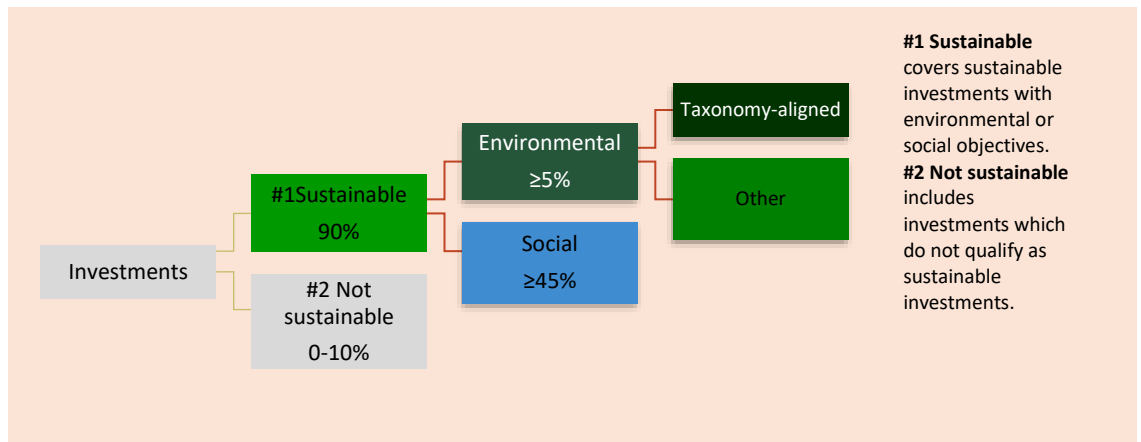 Investments
#1Sustainable
90%
#2 Not
sustainable
0-10%
Environmental
≥5%
Social
≥45%
Taxonomy-aligned
Other
#1 Sustainable
covers sustainable
investments with
environmental or
social objectives.
#2 Not sustainable
includes
investments which
do not qualify as
sustainable
investments.